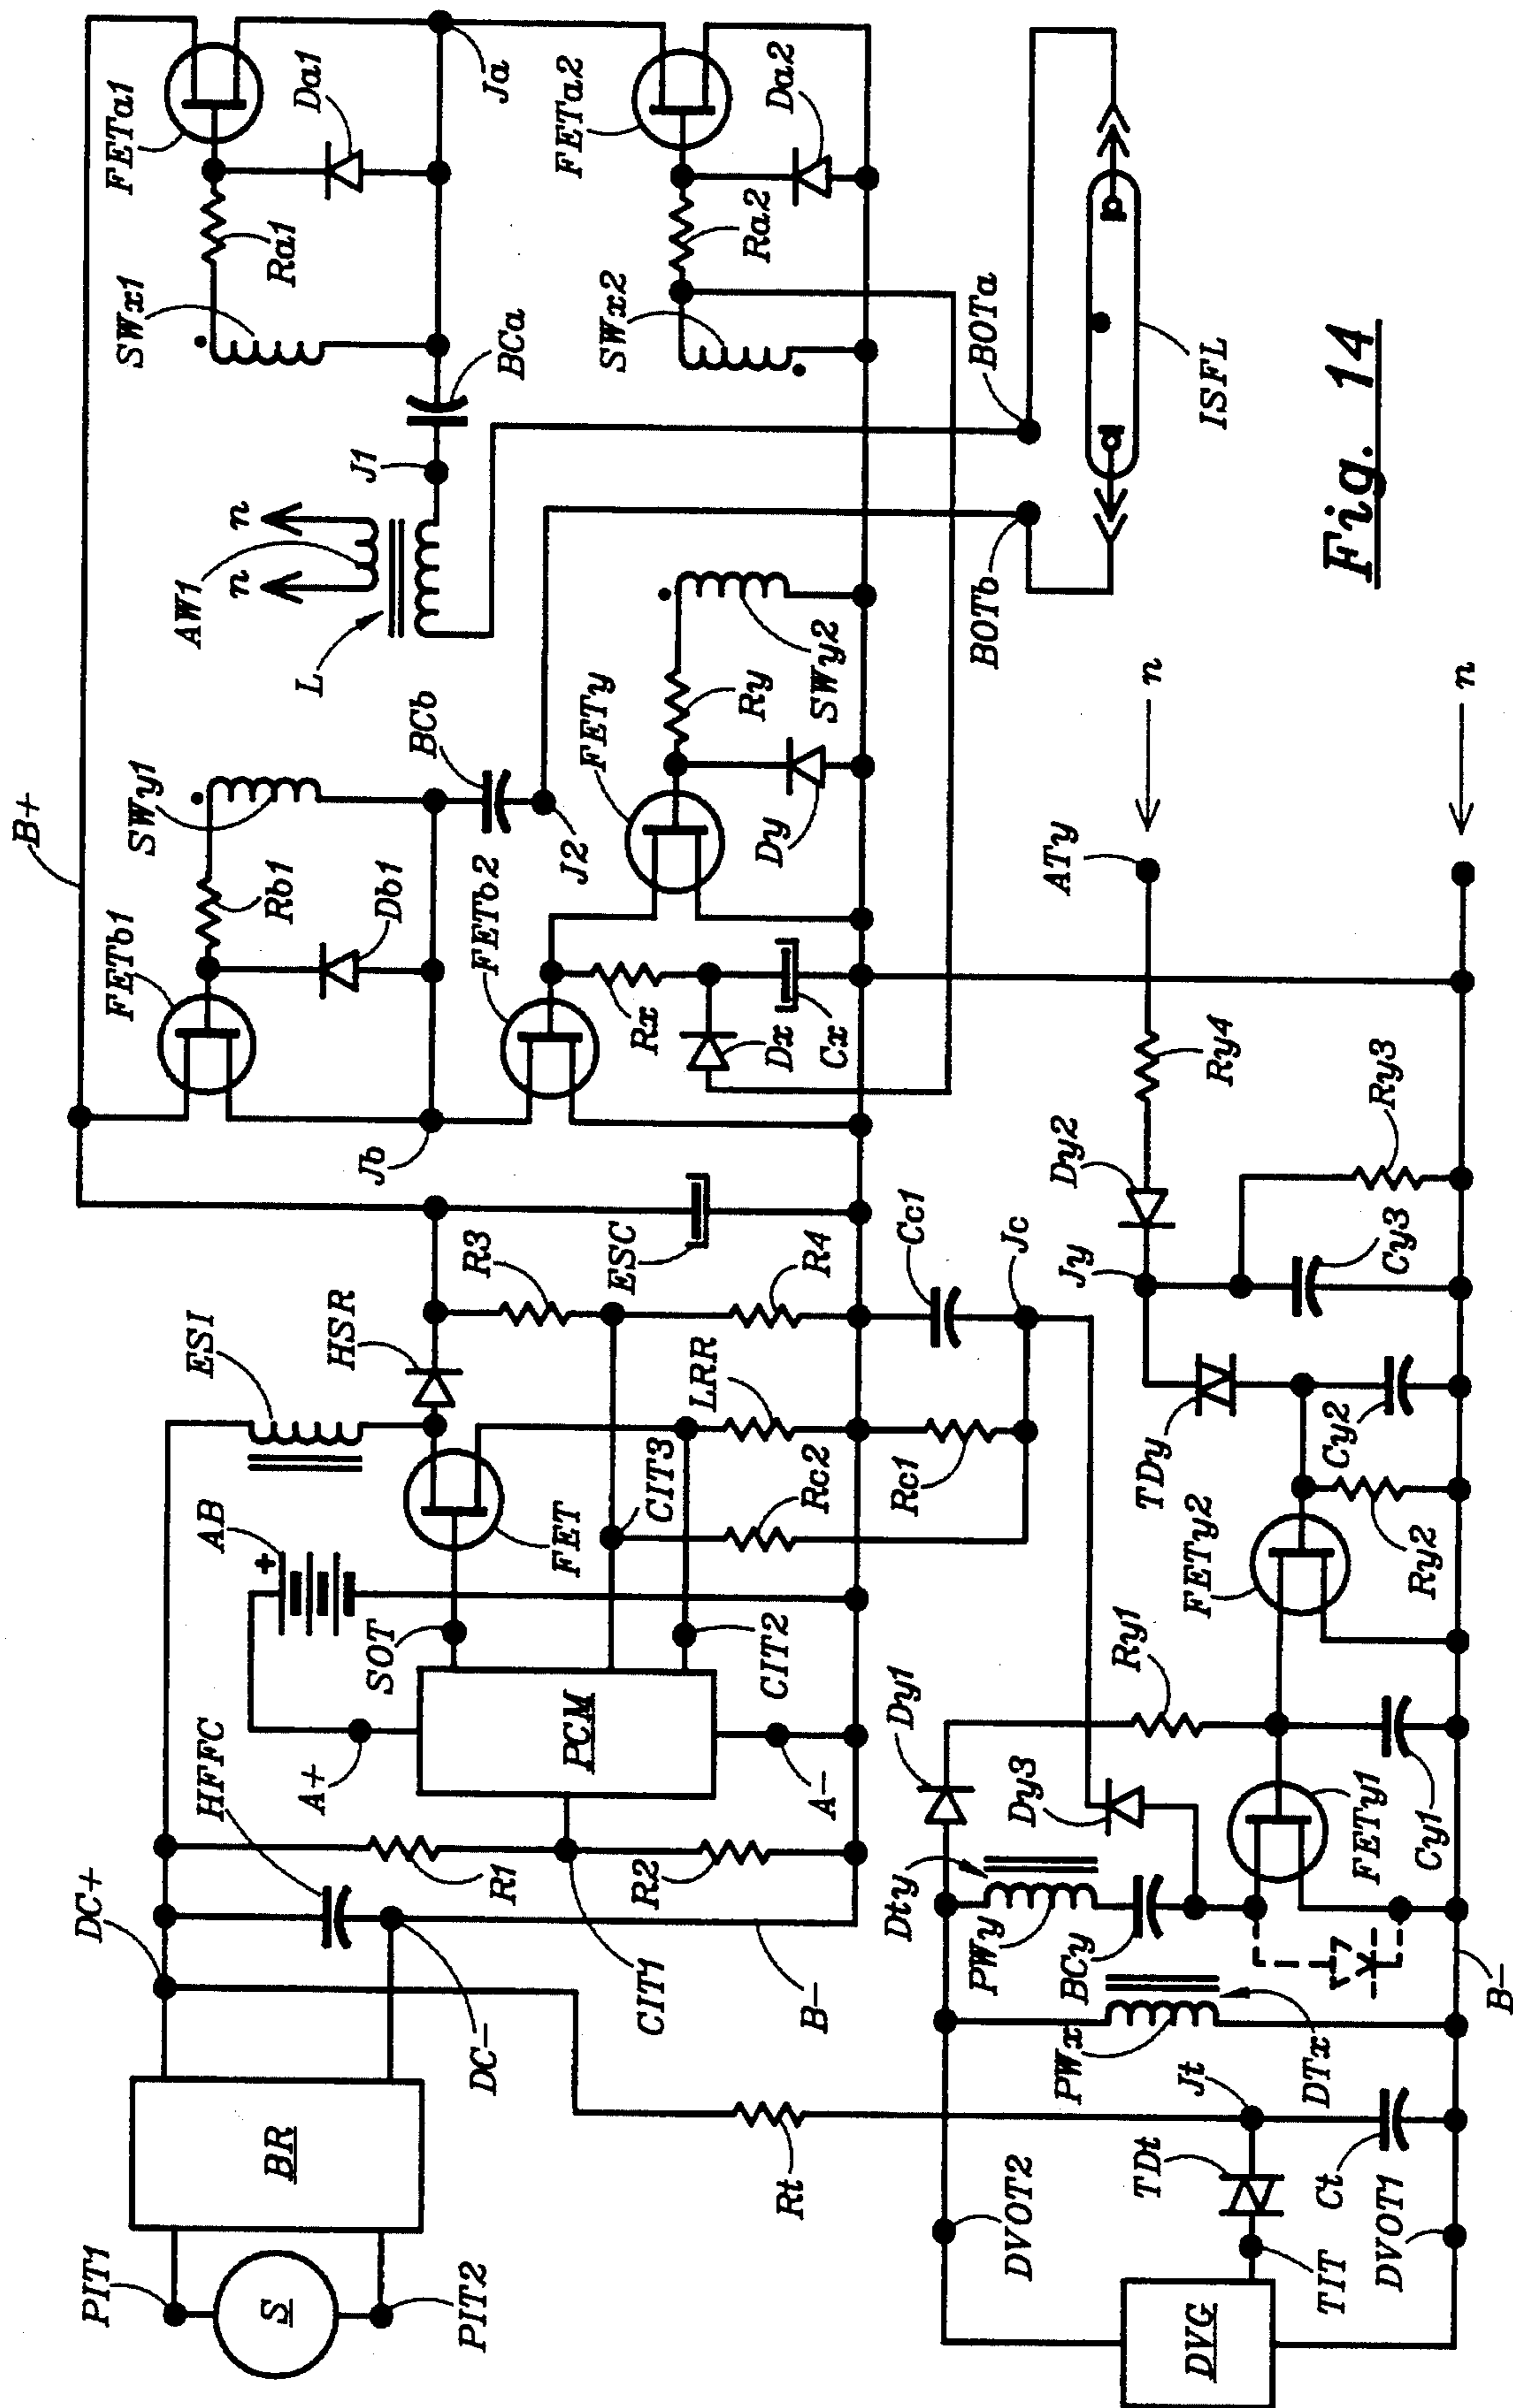 B+
FETa1
Da1
SWx1
Ra1
Ja
FETa2
Da2
SWx2
Ra2
BCa
J1
n
n
AW1
L
BOTa
BOTb
p
q
ISFL
Fig. 14
SWy1
Rb1
FETb1
Db1
BCb
J2
FETy
Ry
SWy2
Dy
FETb2
Rx
Dx
Cx
Jb
ESC
R3
R4
HSR
ESI
LRR
CIT3
Rc2
Rc1
Cc1
Jc
FET
AB
+
SOT
CIT2
PCM
A+
A-
HFFC
DC+
R1
R2
CIT1
DC-
B-
BR
PIT1
S
PIT2
Rt
n
n
ATy
Ry4
Dy2
Ry3
Jy
Cy3
TDy
Cy2
FETy2
Ry2
Ry1
Dy1
Dy3
FETy1
Cy1
Dty
PWy
BCy
PWx
DTx
B-
Jt
TDt
Ct
DVOT2
DVOT1
TIT
DVG